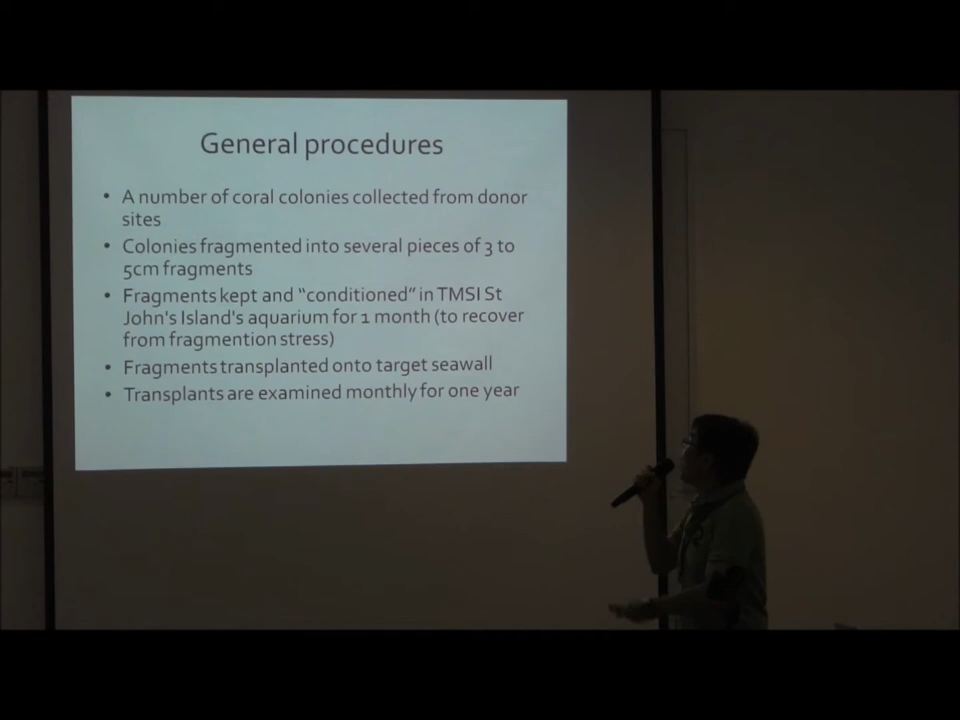 General procedures
• A number of coral colonies collected from donor
sites
• Colonies fragmented into several pieces of 3 to
5cm fragments
• Fragments kept and “conditioned” in TMSI St
John's Island's aquarium for 1 month (to recover
from fragmention stress)
• Fragments transplanted onto target seawall
• Transplants are examined monthly for one year